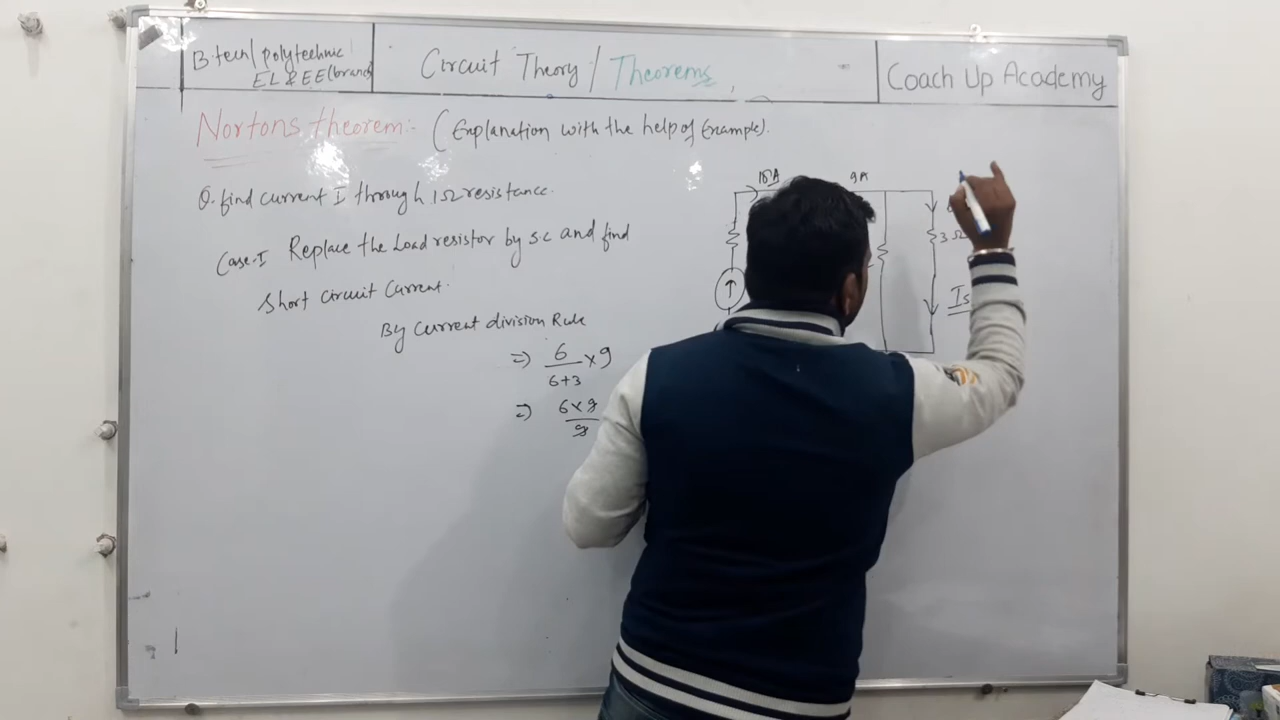 B.tech/polytechnic
EL&EE(branch
Circuit Theory / Theorems
Coach Up Academy
Nortons theorem:- (Explanation with the help of Example).
Q. find current I through 1Ω resistance.
Case-I Replace the Load resistor by s.c and find
Short Circuit Current.
By Current division Rule
=) 6/6+3 × 9
=) 6×9/9
15A
9A
3Ω
Is